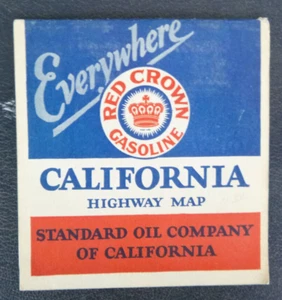 Everywhere
RED CROWN
GASOLINE
CALIFORNIA
HIGHWAY MAP
STANDARD OIL COMPANY
OF CALIFORNIA